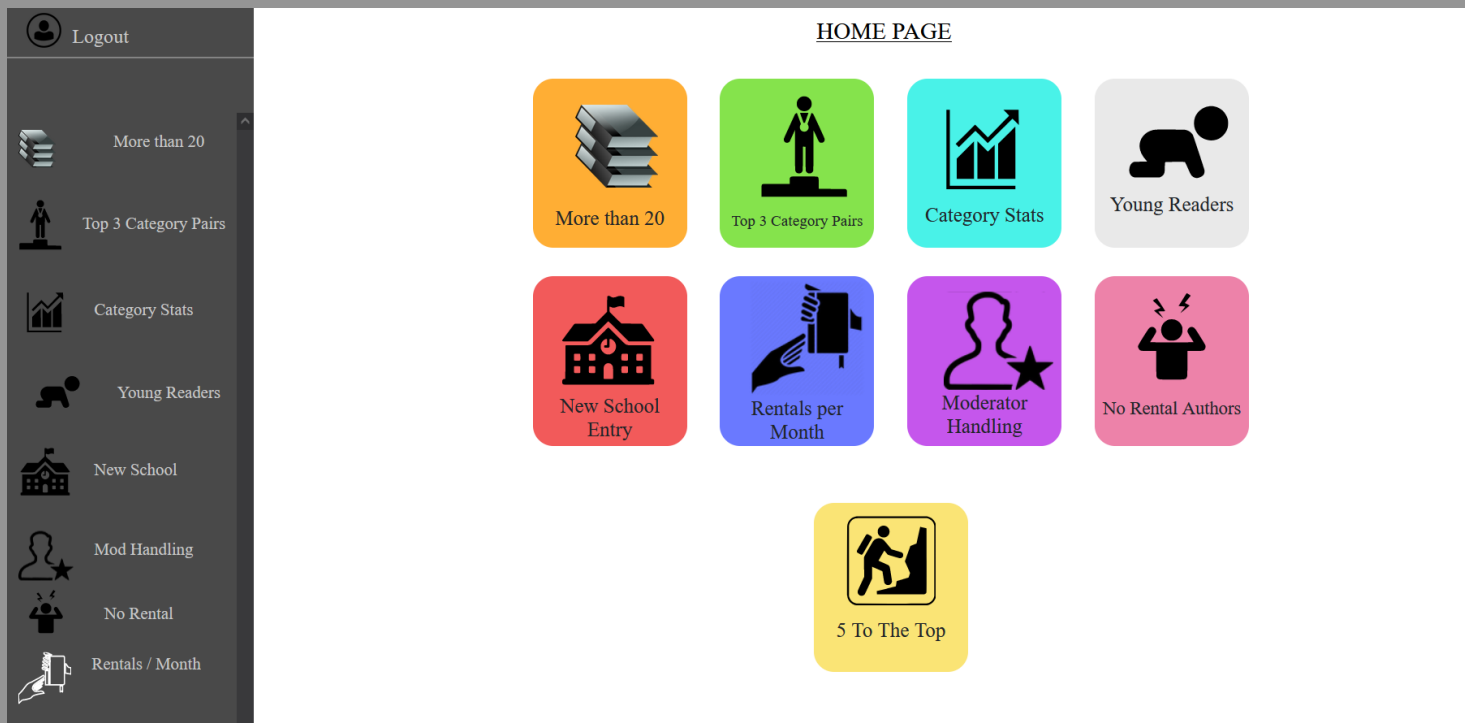 Logout
More than 20
Top 3 Category Pairs
Category Stats
Young Readers
New School
Mod Handling
No Rental
Rentals / Month
HOME PAGE
More than 20
Top 3 Category Pairs
Category Stats
Young Readers
New School
Entry
Rentals per
Month
Moderator
Handling
No Rental Authors
5 To The Top